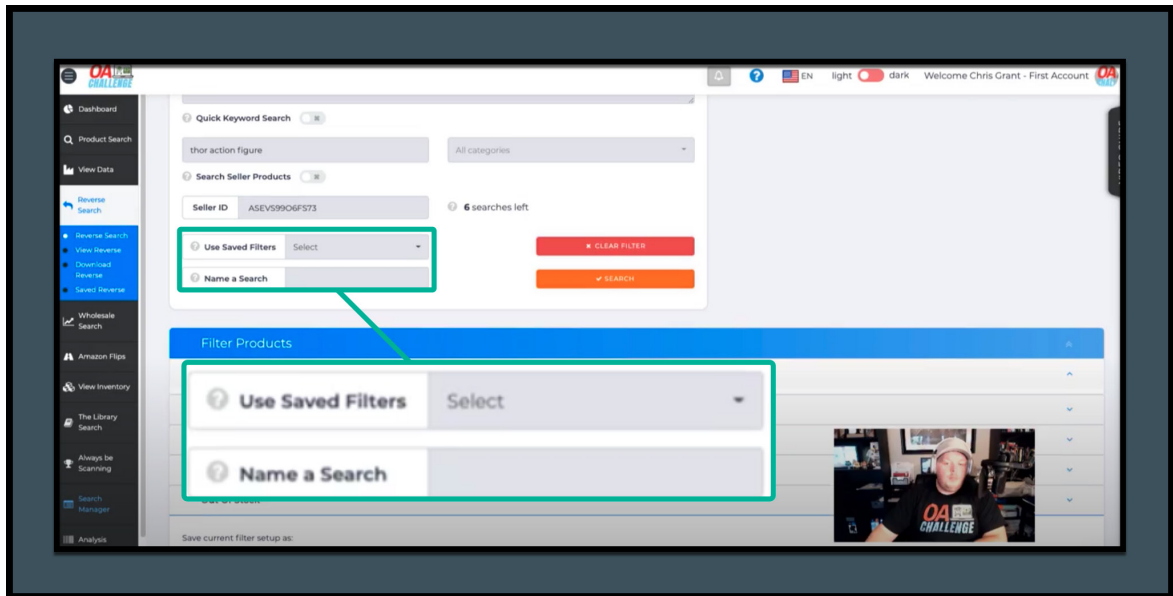 OA
CHALLENGE
EN light dark Welcome Chris Grant - First Account OA
Dashboard
Product Search
View Data
Reverse
Search
Reverse Search
View Reverse
Download
Reverse
Saved Reverse
Wholesale
Search
Amazon Flips
View Inventory
The Library
Search
Always be
Scanning
Search
Manager
Analysis
Quick Keyword Search
thor action figure All categories
Search Seller Products
Seller ID ASEVS99O6FS73 6 searches left
Use Saved Filters Select CLEAR FILTER
Name a Search SEARCH
Filter Products
Use Saved Filters Select
Name a Search
Save current filter setup as:
OA
CHALLENGE